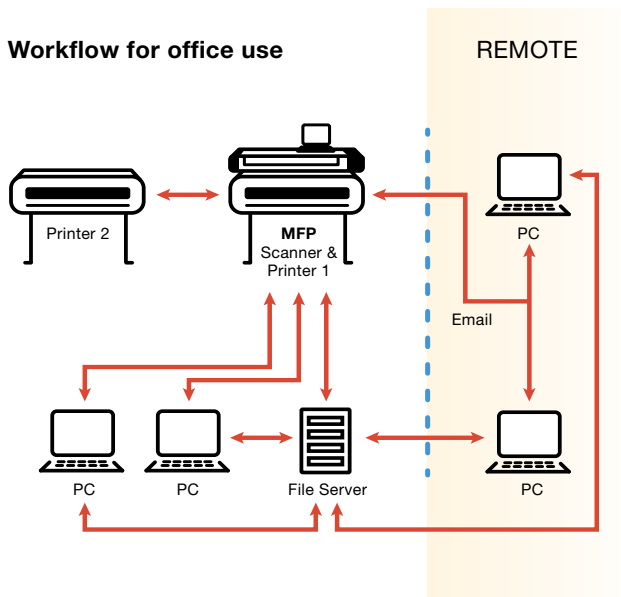 Workflow for office use
REMOTE
Printer 2
MFP
Scanner &
Printer 1
PC
Email
PC
PC
File Server
PC